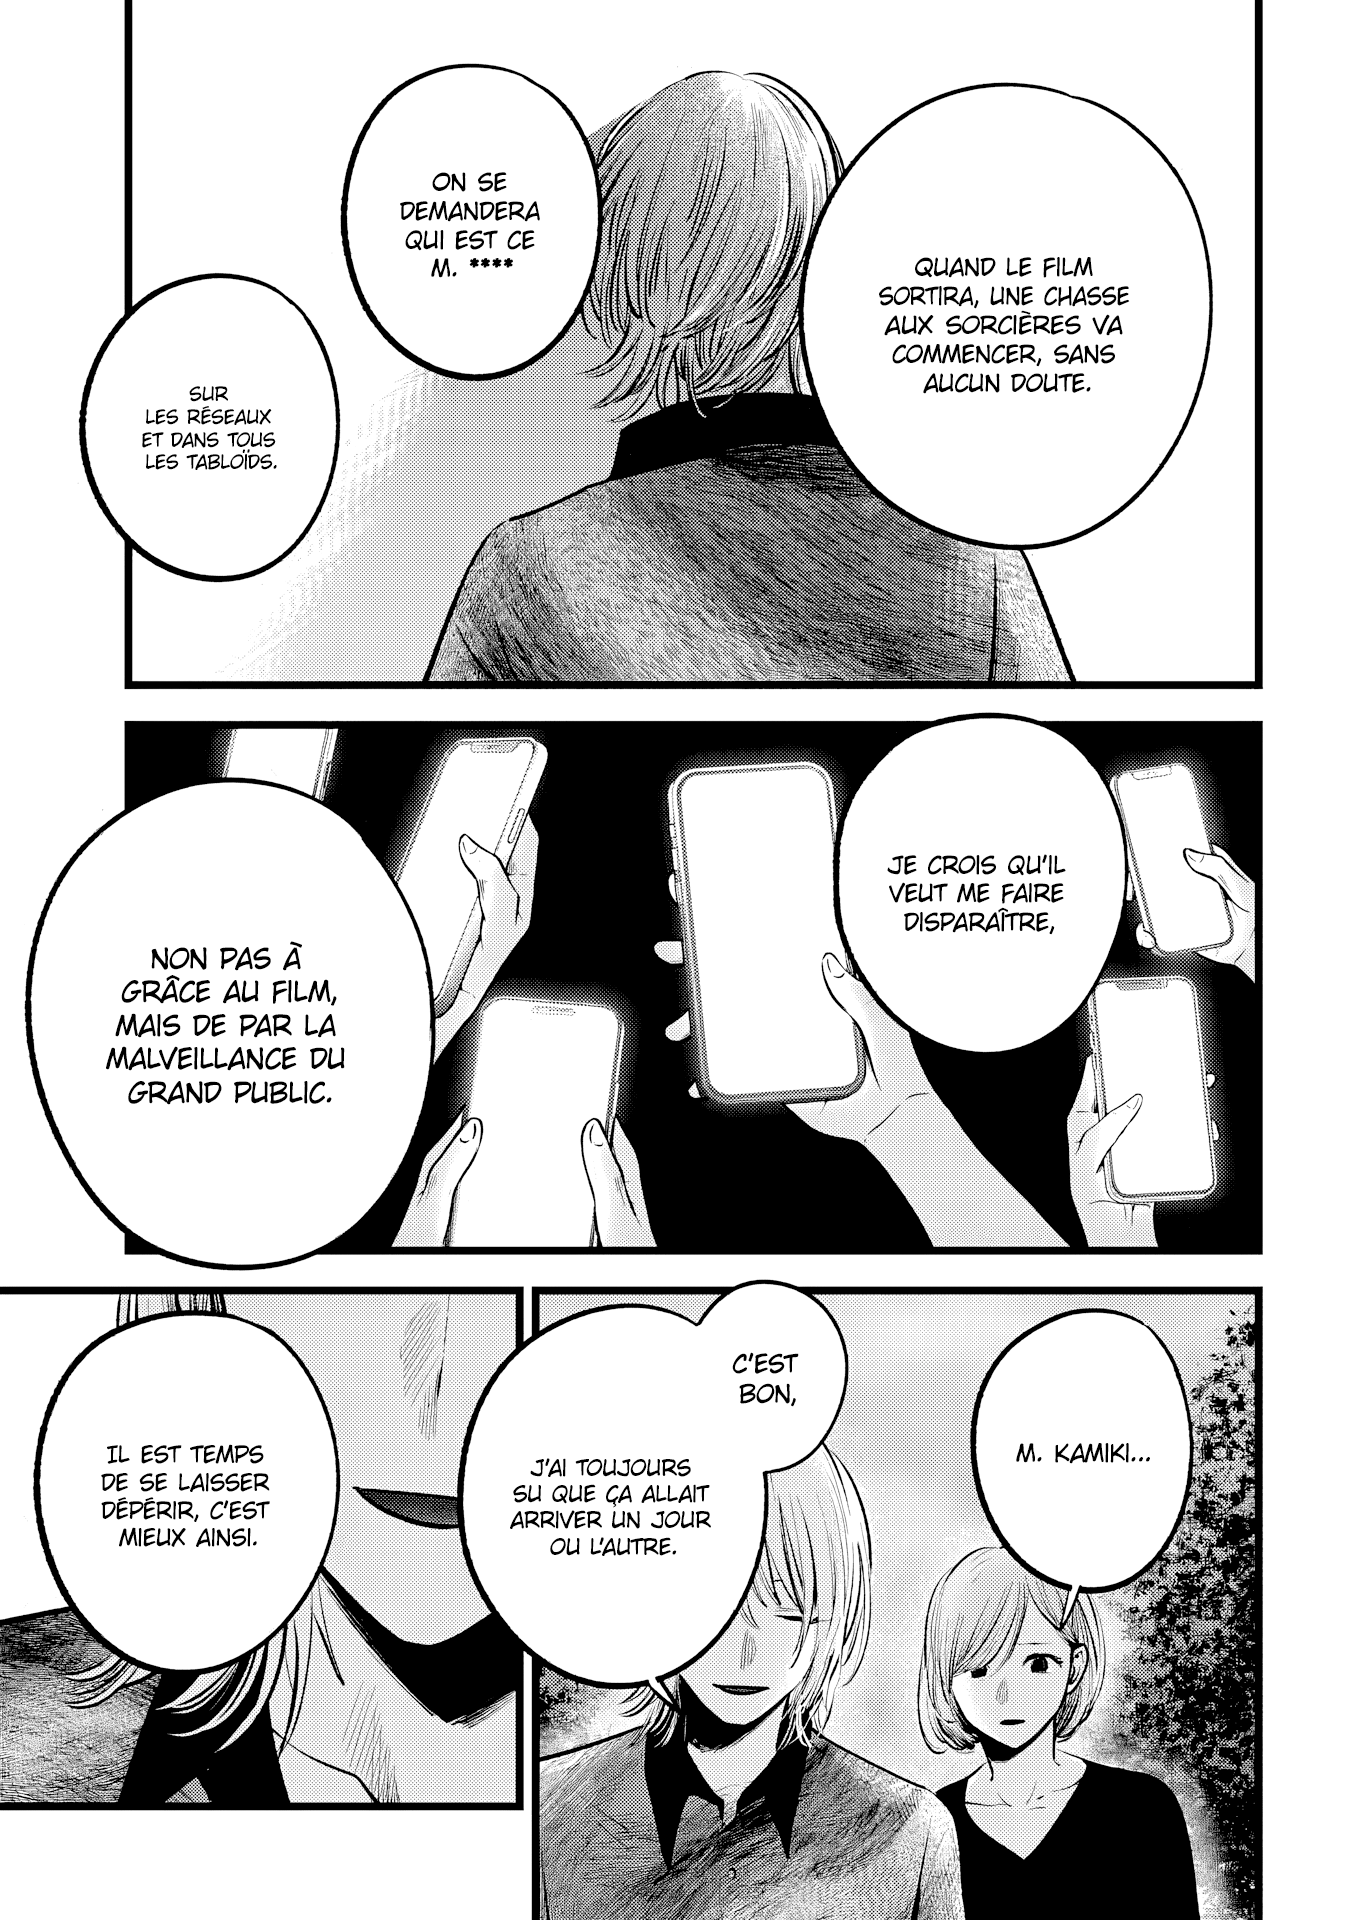 QUAND LE FILM
SORTIRA, UNE CHASSE
AUX SORCIÈRES VA
COMMENCER, SANS
AUCUN DOUTE.
ON SE
DEMANDERA
QUI EST CE
M. ****
SUR
LES RÉSEAUX
ET DANS TOUS
LES TABLOÏDS.
JE CROIS QU'IL
VEUT ME FAIRE
DISPARAÎTRE,
NON PAS À
GRÂCE AU FILM,
MAIS DE PAR LA
MALVEILLANCE DU
GRAND PUBLIC.
M. KAMIKI...
C'EST
BON,
J'AI TOUJOURS
SU QUE ÇA ALLAIT
ARRIVER UN JOUR
OU L'AUTRE.
IL EST TEMPS
DE SE LAISSER
DÉPÉRIR, C'EST
MIEUX AINSI.